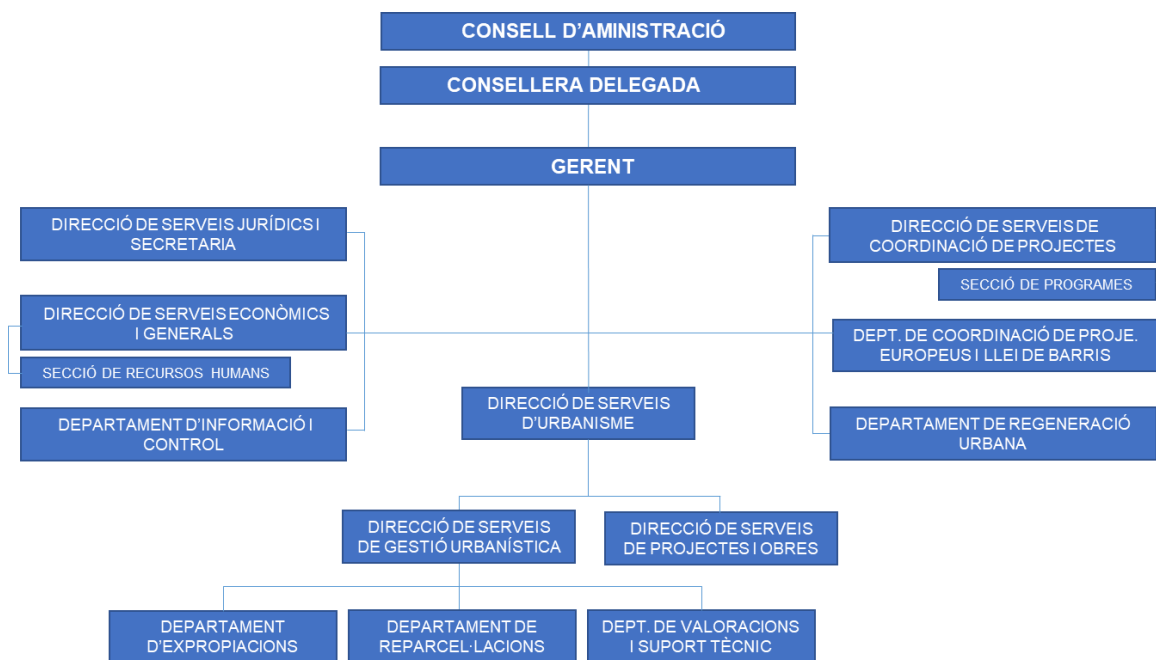 CONSELL D'AMINISTRACIÓ
CONSELLERA DELEGADA
GERENT
DIRECCIÓ DE SERVEIS JURÍDICS I
SECRETARIA
DIRECCIÓ DE SERVEIS ECONÒMICS
I GENERALS
SECCIÓ DE RECURSOS HUMANS
DEPARTAMENT D'INFORMACIÓ I
CONTROL
DIRECCIÓ DE SERVEIS DE
COORDINACIÓ DE PROJECTES
SECCIÓ DE PROGRAMES
DEPT. DE COORDINACIÓ DE PROJE.
EUROPEUS I LLEI DE BARRIS
DEPARTAMENT DE REGENERACIÓ
URBANA
DIRECCIÓ DE SERVEIS
D'URBANISME
DIRECCIÓ DE SERVEIS
DE GESTIÓ URBANÍSTICA
DIRECCIÓ DE SERVEIS
DE PROJECTES I OBRES
DEPARTAMENT
D'EXPROPIACIONS
DEPARTAMENT DE
REPARCEL·LACIONS
DEPT. DE VALORACIONS
I SUPORT TÈCNIC